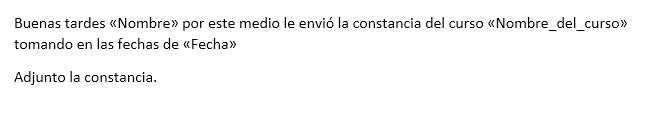 Buenas tardes «Nombre» por este medio le envió la constancia del curso «Nombre_del_curso»
tomando en las fechas de «Fecha»
Adjunto la constancia.